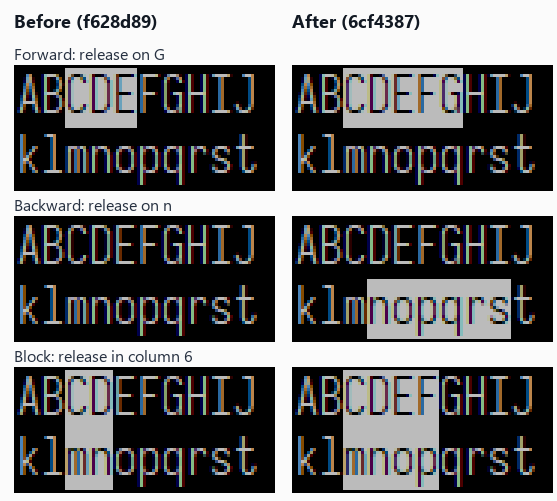 Before (f628d89) After (6cf4387)
Forward: release on G
ABCDEFGHIJ ABCDEFGHIJ
klmnopqrst klmnopqrst
Backward: release on n
ABCDEFGHIJ ABCDEFGHIJ
klmnopqrst klmnopqrst
Block: release in column 6
ABCDEFGHIJ ABCDEFGHIJ
klmnopqrst klmnopqrst